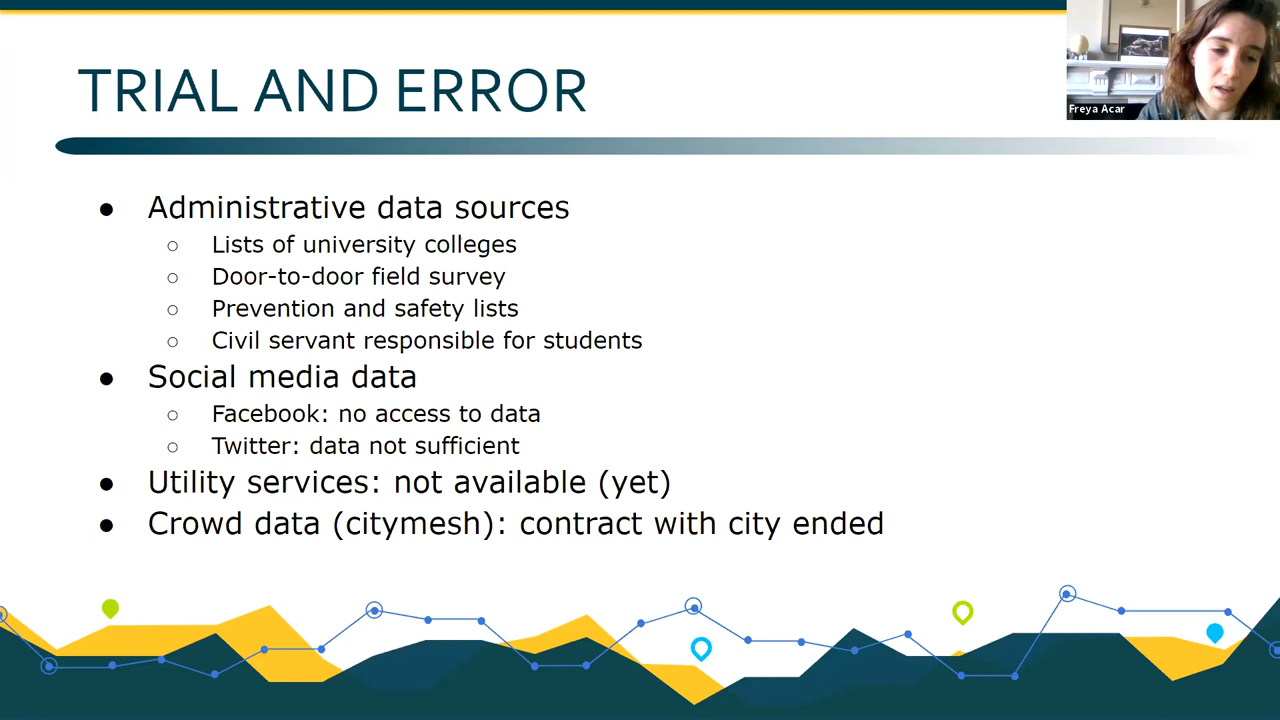 TRIAL AND ERROR
Freya Acar
● Administrative data sources
○ Lists of university colleges
○ Door-to-door field survey
○ Prevention and safety lists
○ Civil servant responsible for students
● Social media data
○ Facebook: no access to data
○ Twitter: data not sufficient
● Utility services: not available (yet)
● Crowd data (citymesh): contract with city ended